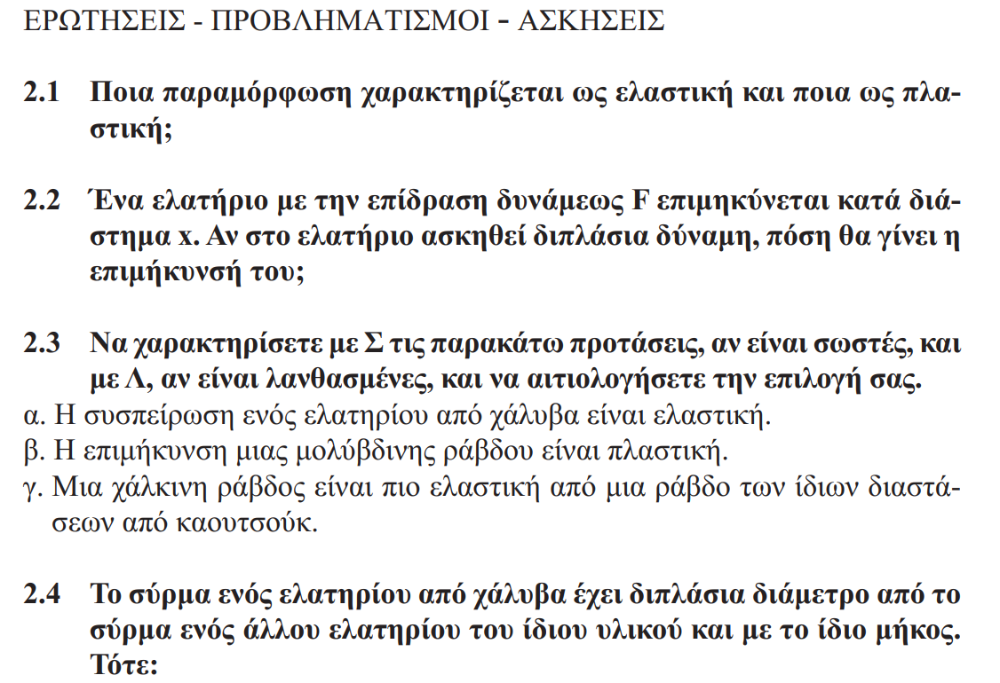 ΕΡΩΤΗΣΕΙΣ - ΠΡΟΒΛΗΜΑΤΙΣΜΟΙ - ΑΣΚΗΣΕΙΣ
2.1 Ποια παραμόρφωση χαρακτηρίζεται ως ελαστική και ποια ως πλα-
στική;
2.2 Ένα ελατήριο με την επίδραση δυνάμεως F επιμηκύνεται κατά διά-
στημα x. Αν στο ελατήριο ασκηθεί διπλάσια δύναμη, πόση θα γίνει η
επιμήκυνσή του;
2.3 Να χαρακτηρίσετε με Σ τις παρακάτω προτάσεις, αν είναι σωστές, και
με Λ, αν είναι λανθασμένες, και να αιτιολογήσετε την επιλογή σας.
α. Η συσπείρωση ενός ελατηρίου από χάλυβα είναι ελαστική.
β. Η επιμήκυνση μιας μολύβδινης ράβδου είναι πλαστική.
γ. Μια χάλκινη ράβδος είναι πιο ελαστική από μια ράβδο των ίδιων διαστά-
σεων από καουτσούκ.
2.4 Το σύρμα ενός ελατηρίου από χάλυβα έχει διπλάσια διάμετρο από το
σύρμα ενός άλλου ελατηρίου του ίδιου υλικού και με το ίδιο μήκος.
Τότε: